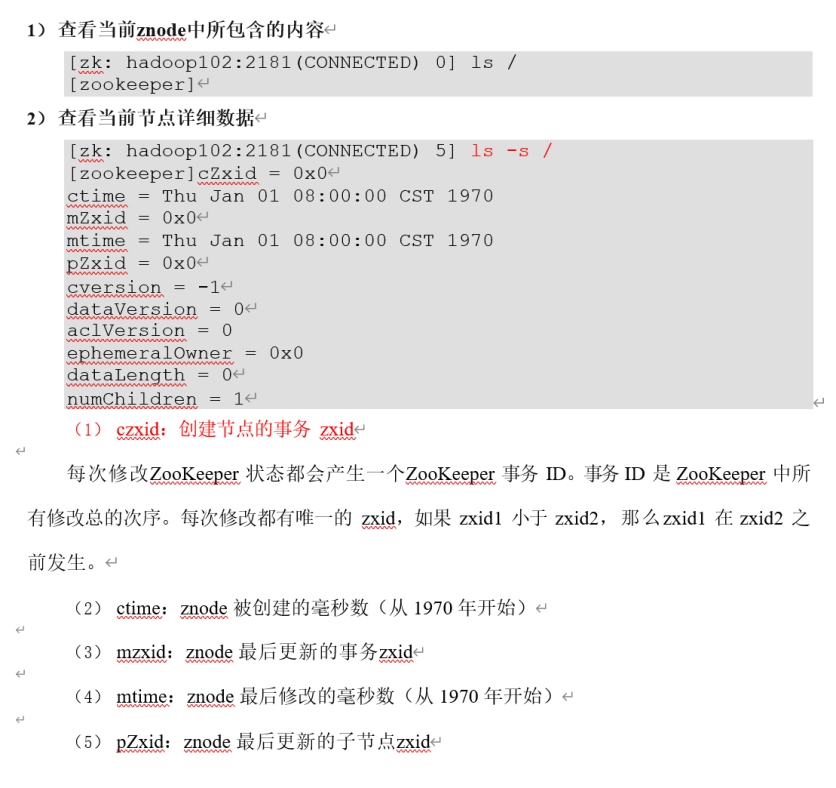 1）查看当前znode中所包含的内容
[zk: hadoop102:2181(CONNECTED) 0] ls /
[zookeeper]
2）查看当前节点详细数据
[zk: hadoop102:2181(CONNECTED) 5] ls -s /
[zookeeper]cZxid = 0x0
ctime = Thu Jan 01 08:00:00 CST 1970
mZxid = 0x0
mtime = Thu Jan 01 08:00:00 CST 1970
pZxid = 0x0
cversion = -1
dataVersion = 0
aclVersion = 0
ephemeralOwner = 0x0
dataLength = 0
numChildren = 1
（1） czxid：创建节点的事务 zxid
每次修改ZooKeeper 状态都会产生一个ZooKeeper 事务 ID。事务 ID 是 ZooKeeper 中所
有修改总的次序。每次修改都有唯一的 zxid，如果 zxid1 小于 zxid2，那么zxid1 在 zxid2 之
前发生。
（2） ctime：znode 被创建的毫秒数（从 1970 年开始）
（3） mzxid：znode 最后更新的事务zxid
（4） mtime：znode 最后修改的毫秒数（从 1970 年开始）
（5） pZxid：znode 最后更新的子节点zxid